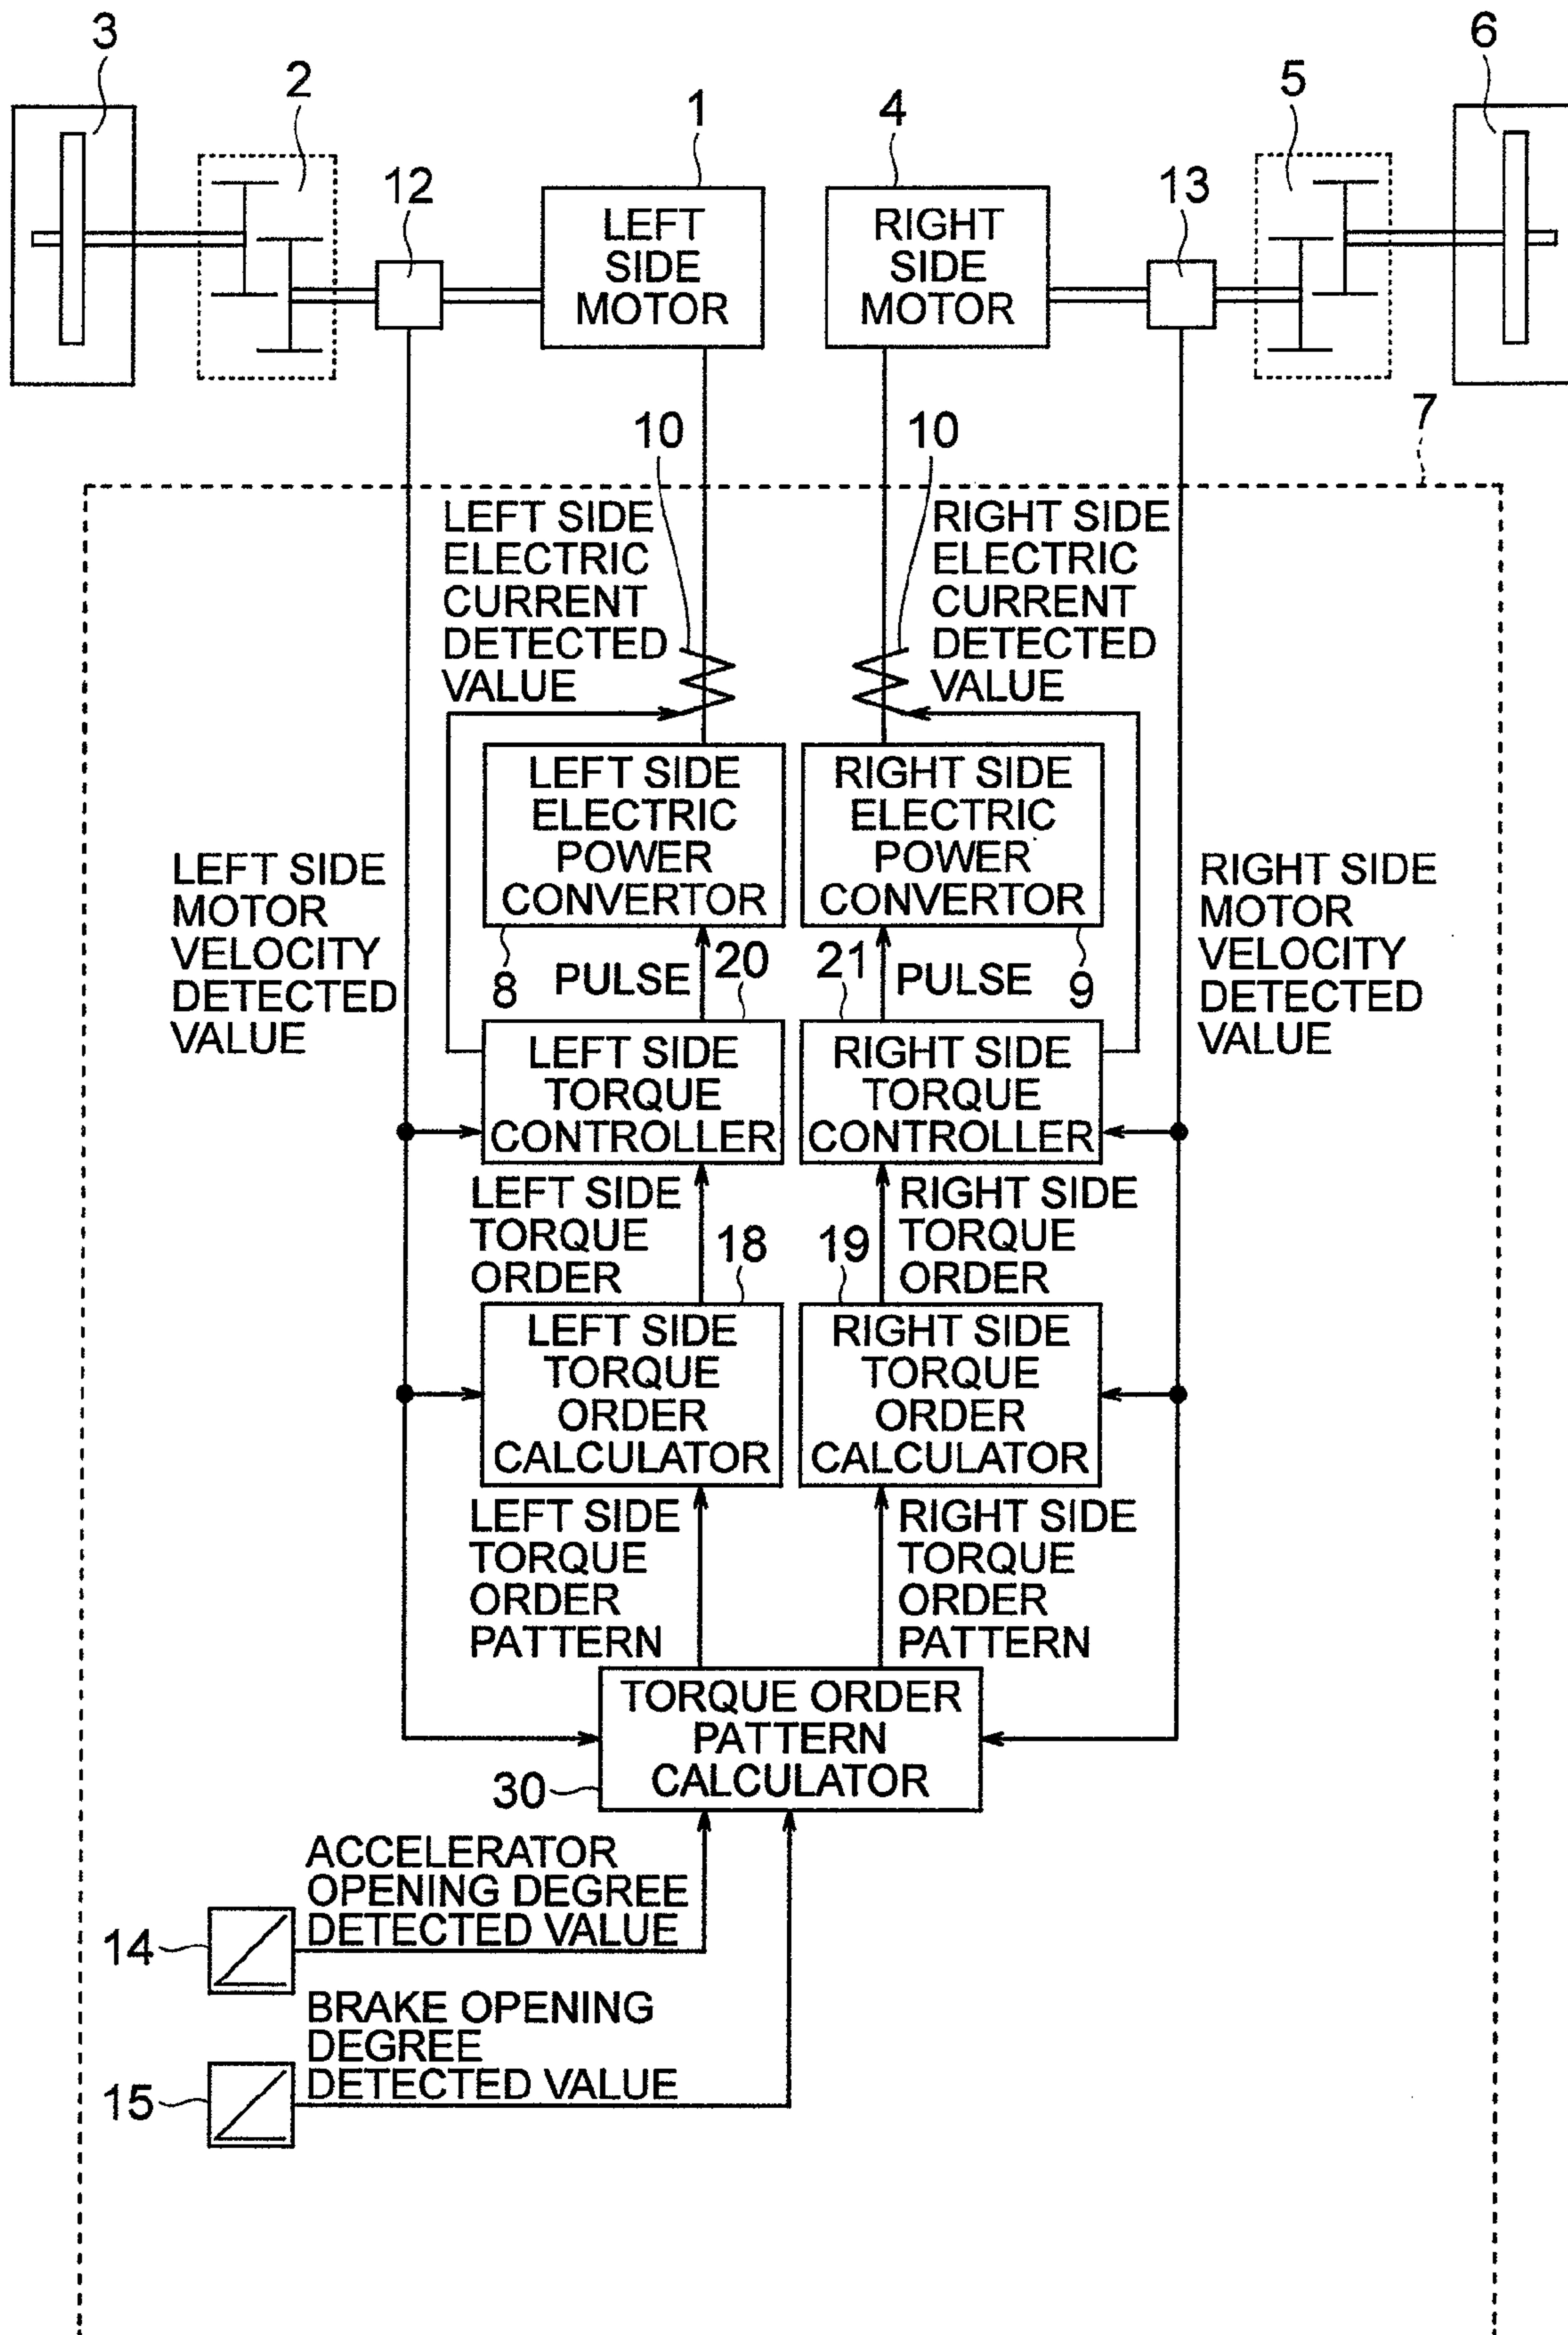 3
6
2
1
4
5
12
13
LEFT
SIDE
MOTOR
RIGHT
SIDE
MOTOR
7
10
10
LEFT SIDE
ELECTRIC
CURRENT
DETECTED
VALUE
RIGHT SIDE
ELECTRIC
CURRENT
DETECTED
VALUE
LEFT SIDE
ELECTRIC
POWER
CONVERTOR
RIGHT SIDE
ELECTRIC
POWER
CONVERTOR
LEFT SIDE
MOTOR
VELOCITY
DETECTED
VALUE
RIGHT SIDE
MOTOR
VELOCITY
DETECTED
VALUE
8
PULSE
20
21
PULSE
9
LEFT SIDE
TORQUE
CONTROLLER
RIGHT SIDE
TORQUE
CONTROLLER
LEFT SIDE
TORQUE
ORDER
18
19
RIGHT SIDE
TORQUE
ORDER
LEFT SIDE
TORQUE
ORDER
CALCULATOR
RIGHT SIDE
TORQUE
ORDER
CALCULATOR
LEFT SIDE
TORQUE
ORDER
PATTERN
RIGHT SIDE
TORQUE
ORDER
PATTERN
TORQUE ORDER
PATTERN
CALCULATOR
30
ACCELERATOR
OPENING DEGREE
DETECTED VALUE
14
BRAKE OPENING
DEGREE
DETECTED VALUE
15